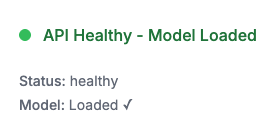 API Healthy - Model Loaded
Status: healthy
Model: Loaded ✓